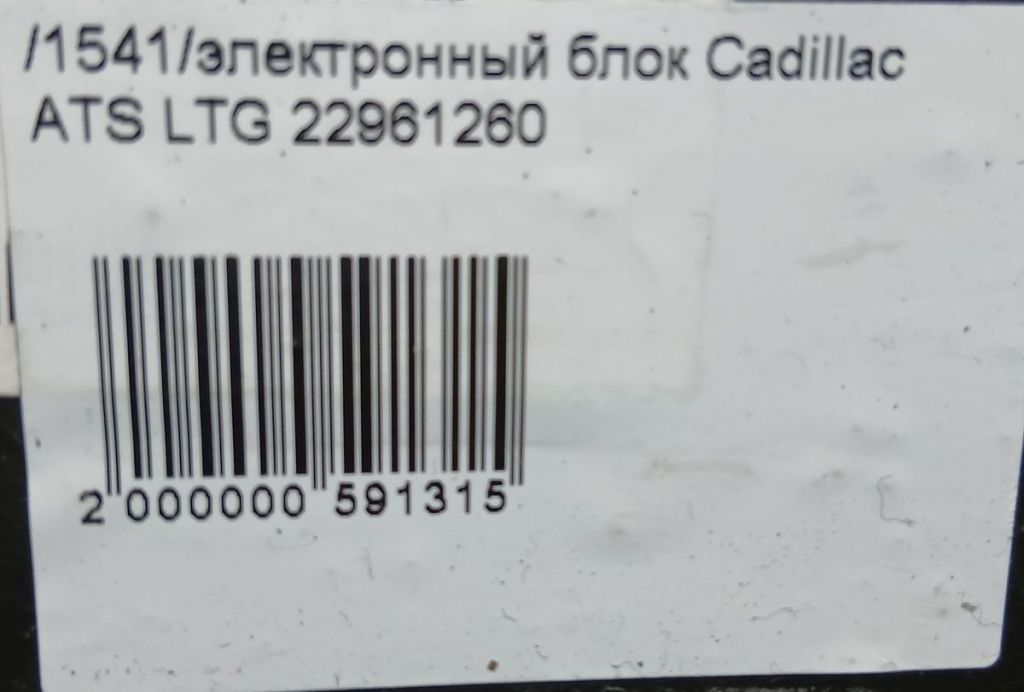 /1541/электронный блок Cadillac
ATS LTG 22961260
2 000000 591315